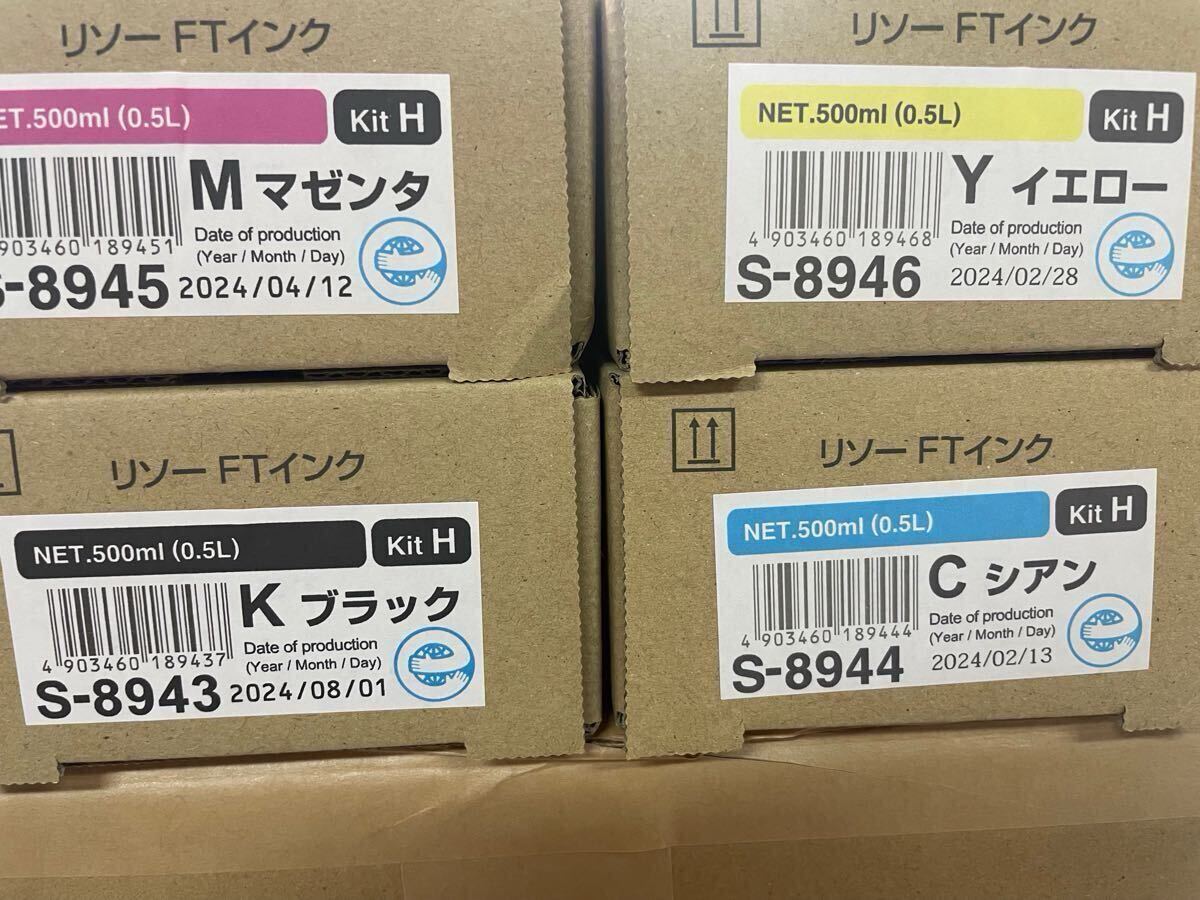 リソー FTインク
ET.500ml (0.5L)
Kit H
M マゼンタ
903460 189451
Date of production
(Year / Month / Day)
S-8945 2024/04/12
リソー FTインク
NET.500ml (0.5L)
Kit H
Y イエロー
4 903460 189468
Date of production
(Year / Month / Day)
S-8946 2024/02/28
リソー FTインク
NET.500ml (0.5L)
Kit H
K ブラック
4 903460 189437
Date of production
(Year / Month / Day)
S-8943 2024/08/01
リソー FTインク
NET.500ml (0.5L)
Kit H
C シアン
4 903460 189444
Date of production
(Year / Month / Day)
S-8944 2024/02/13